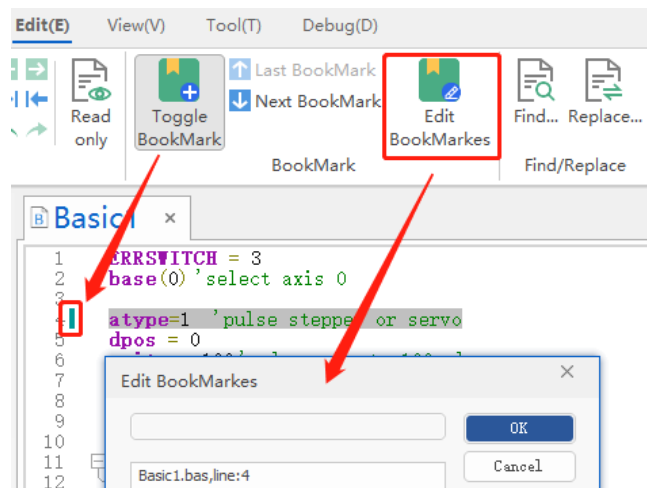 Edit(E) View(V) Tool(T) Debug(D)
Read only
Toggle BookMark
Last BookMark
Next BookMark
Edit BookMarkes
Find... Replace...
BookMark Find/Replace
Basic1
1 ERRSWITCH = 3
2 base(0) 'select axis 0
3
4 atype=1 'pulse stepper or servo
5 dpos = 0
6
7
8
9
10
11
12
Edit BookMarkes
OK
Basic1.bas,line:4
Cancel